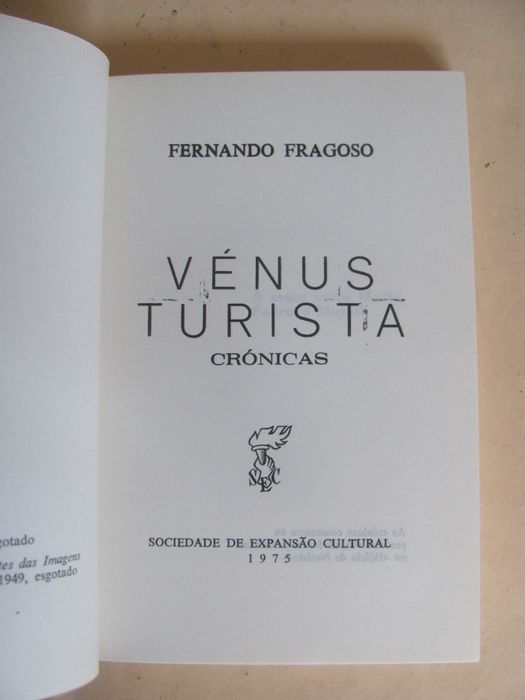 FERNANDO FRAGOSO
VÉNUS
TURISTA
CRÓNICAS
SEC
SOCIEDADE DE EXPANSÃO CULTURAL
1975
gotado
tes das Imagens
1949, esgotado